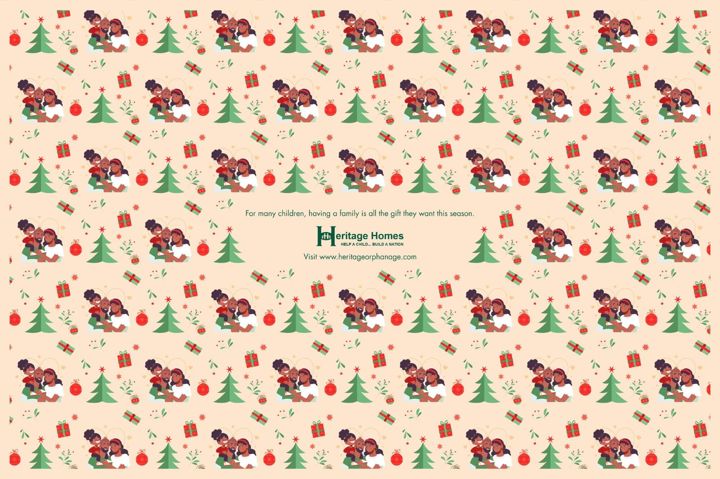 For many children, having a family is all the gift they want this season.
Heritage Homes
HELP A CHILD... BUILD A NATION
Visit www.heritageorphanage.com